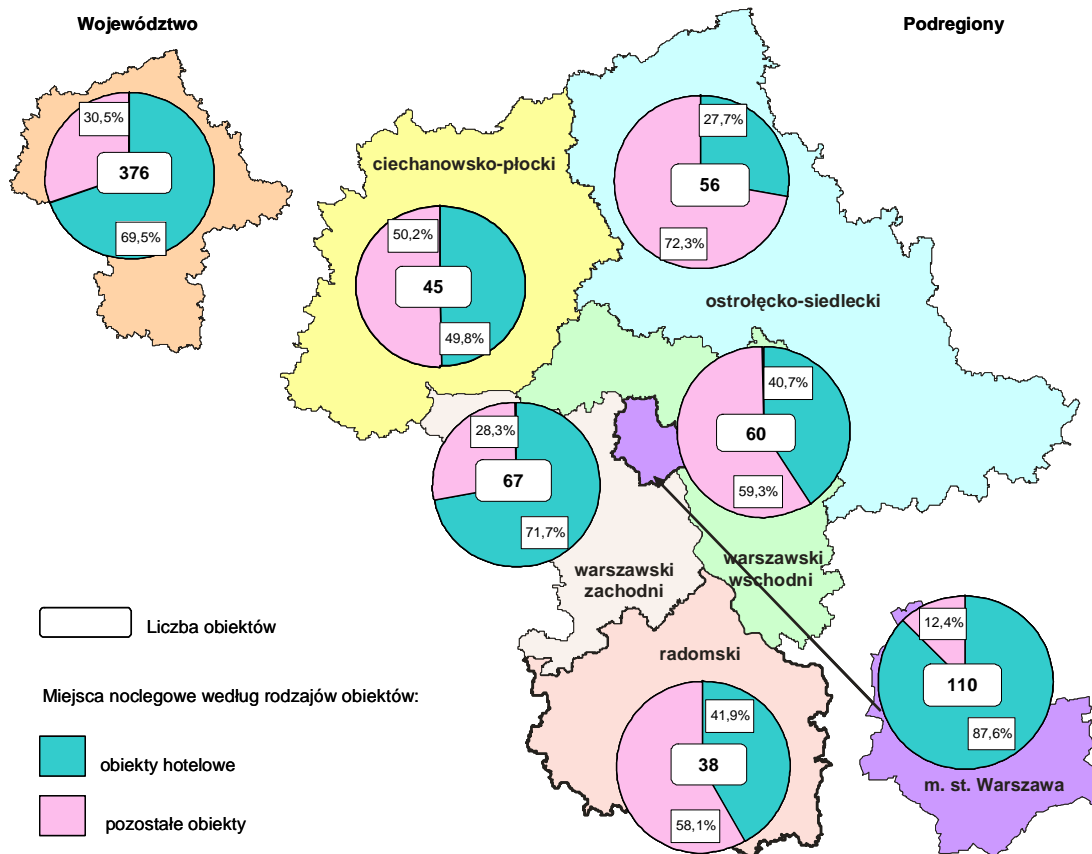 Województwo
Podregiony
30,5%
376
69,5%
ciechanowsko-płocki
50,2%
45
49,8%
27,7%
56
72,3%
ostrołęcko-siedlecki
40,7%
60
59,3%
28,3%
67
71,7%
warszawski
wschodni
warszawski
zachodni
radomski
41,9%
38
58,1%
12,4%
110
87,6%
m. st. Warszawa
Liczba obiektów
Miejsca noclegowe według rodzajów obiektów:
obiekty hotelowe
pozostałe obiekty